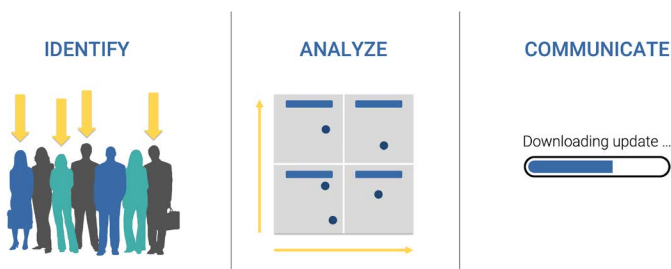 IDENTIFY
ANALYZE
COMMUNICATE
Downloading update ...